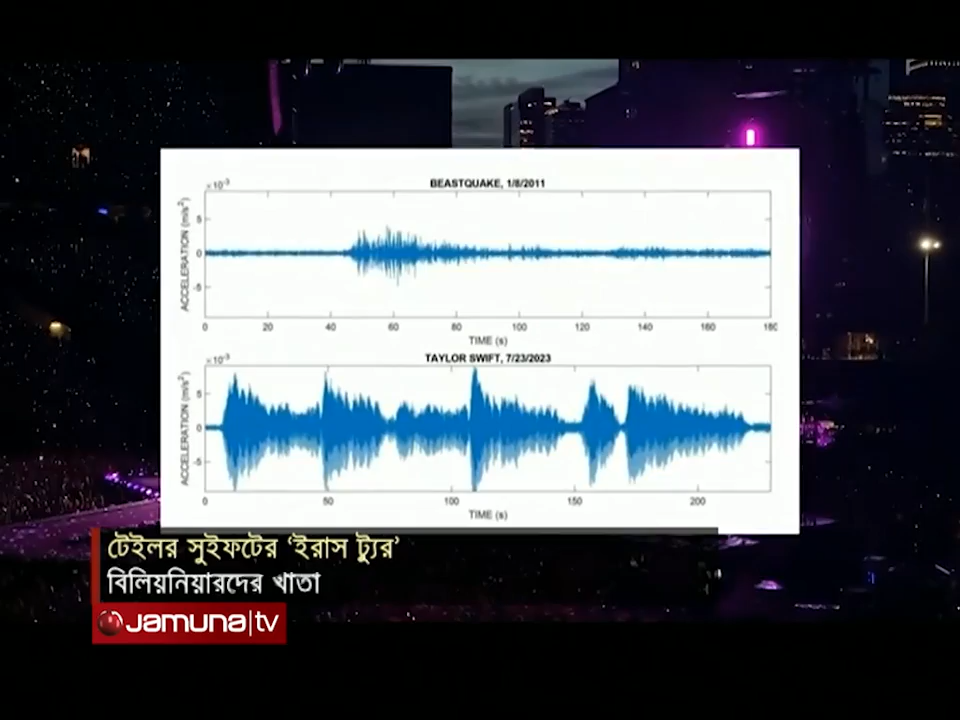 BEASTQUAKE, 1/8/2011
×10⁻³
ACCELERATION (m/s²)
5
0
-5
0 20 40 60 80 100 120 140 160 180
TIME (s)
TAYLOR SWIFT, 7/23/2023
×10⁻³
ACCELERATION (m/s²)
5
0
-5
0 50 100 150 200
TIME (s)
টেইলর সুইফটের ‘ইরাস ট্যুর’
বিলিয়নিয়ারদের খাতা
Jamuna|tv